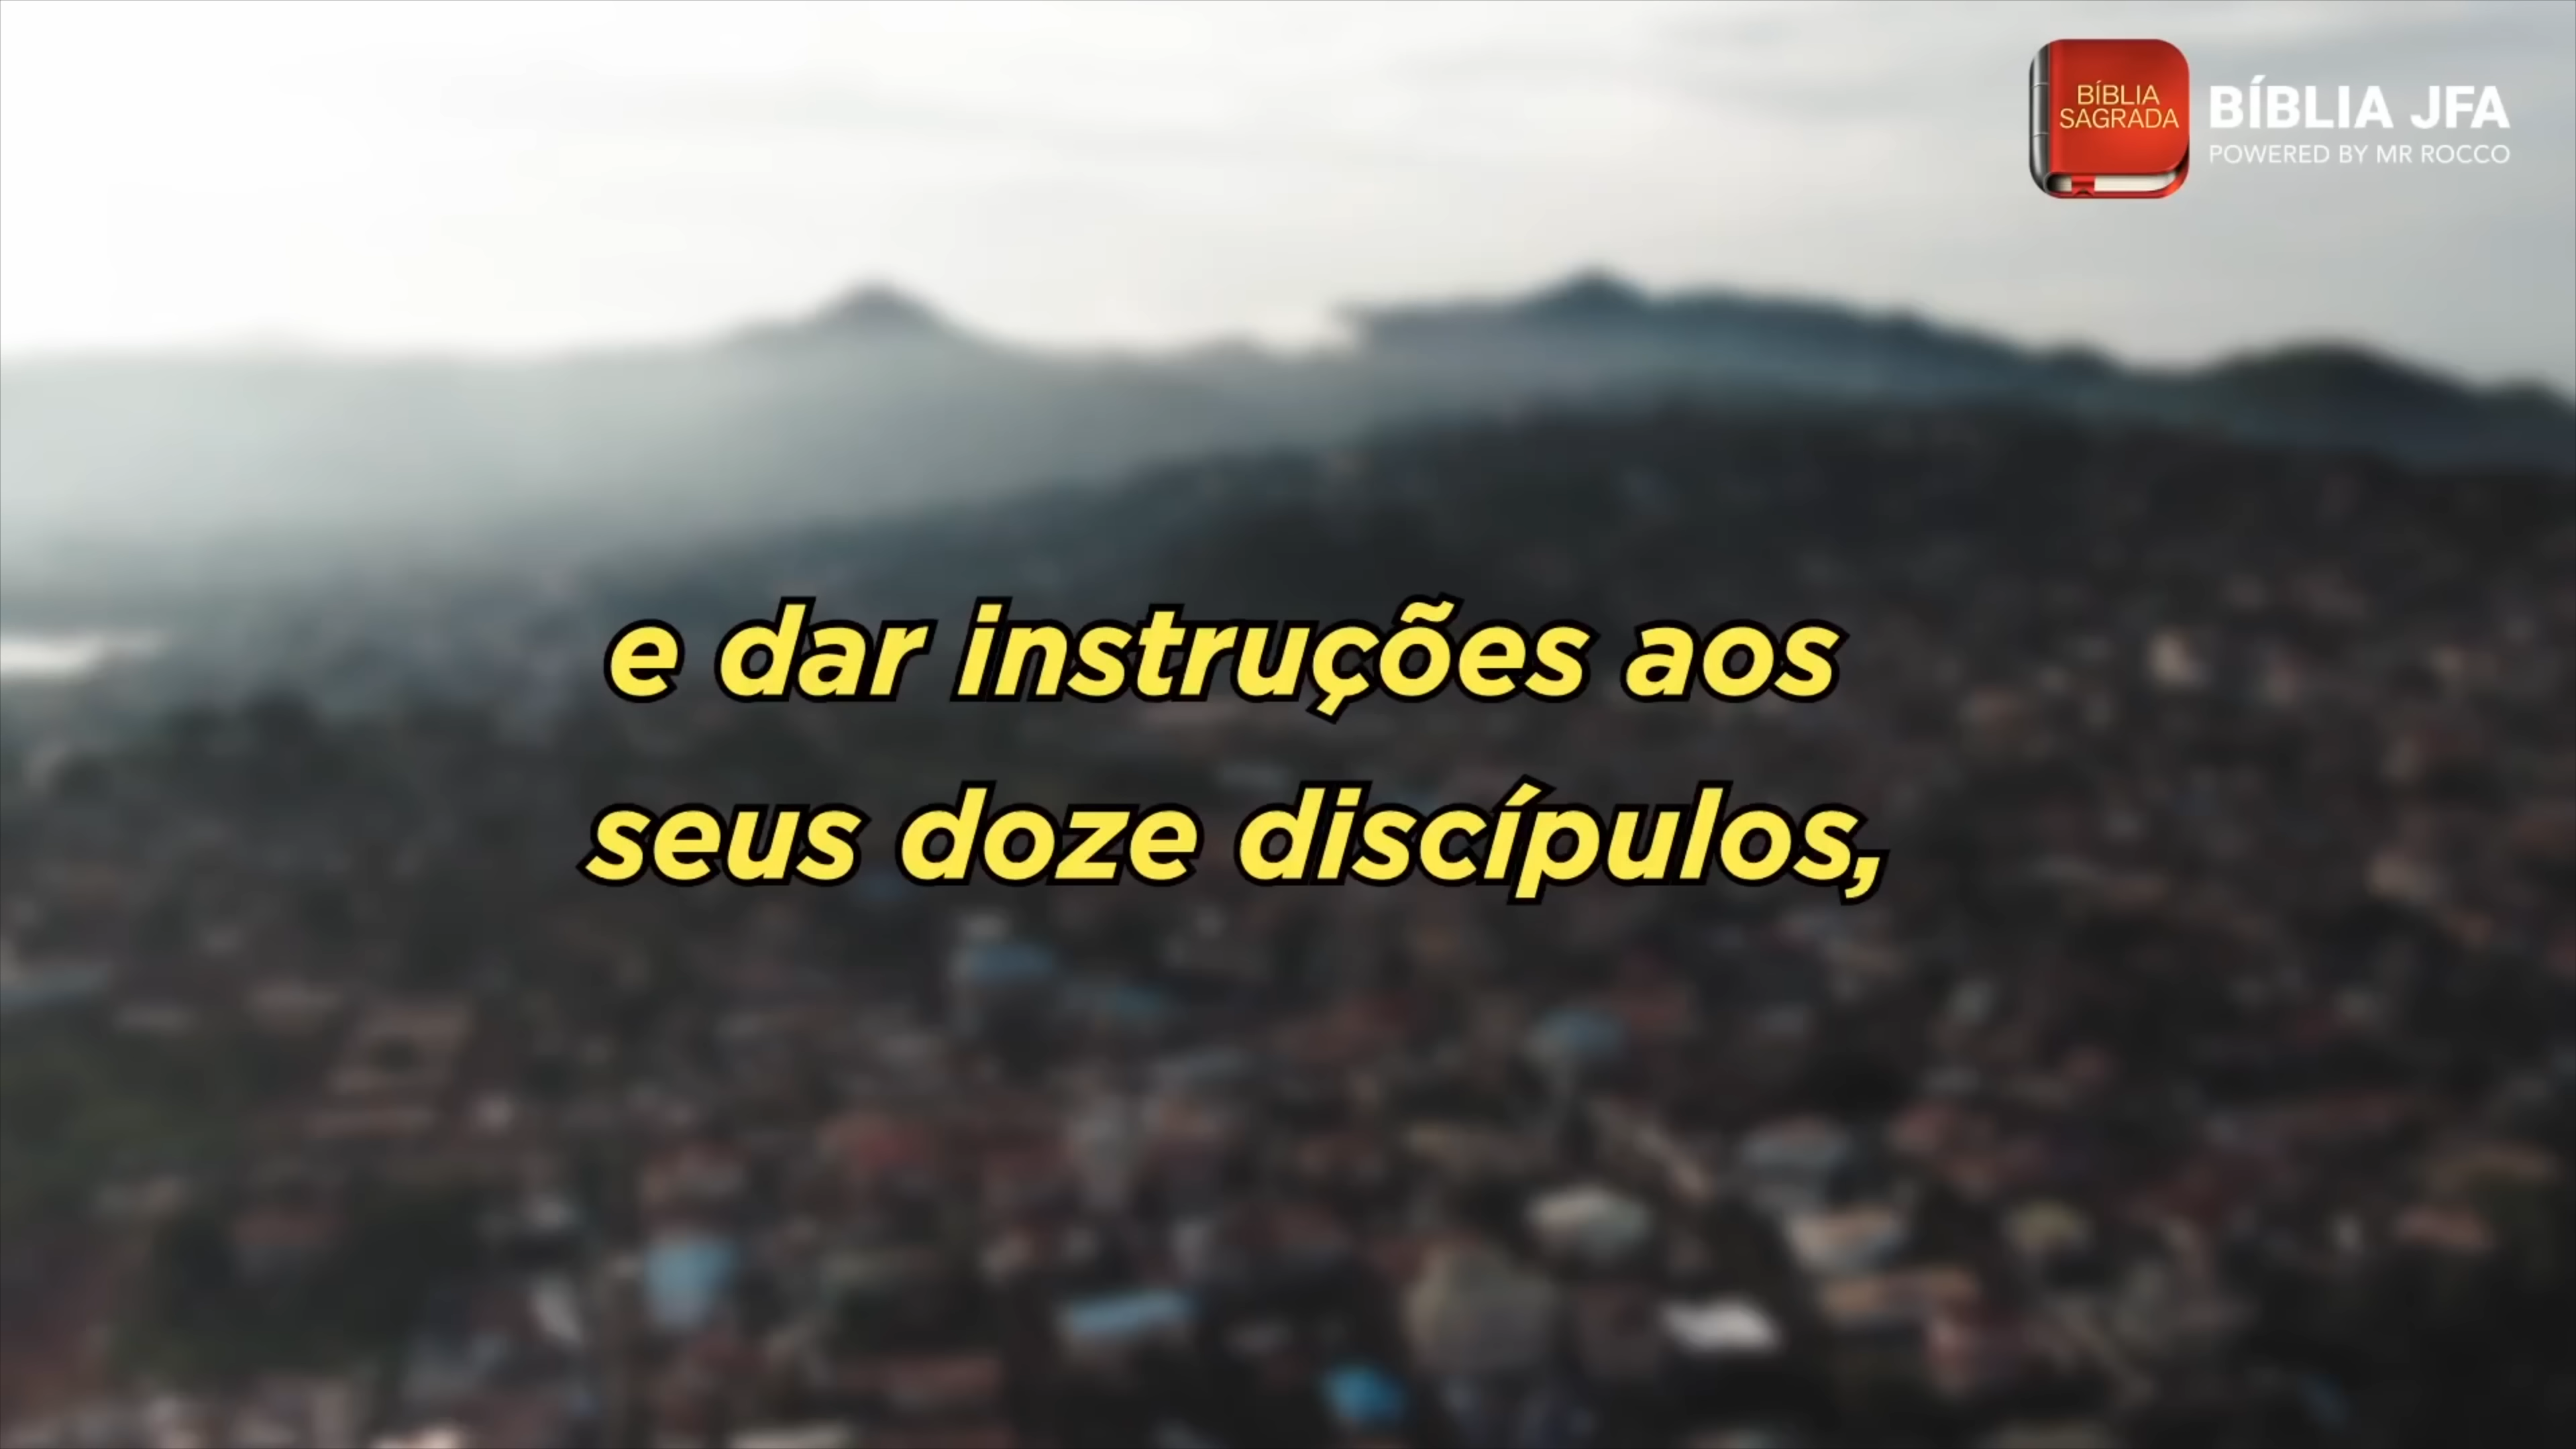 BÍBLIA
SAGRADA
BÍBLIA JFA
POWERED BY MR ROCCO
e dar instruções aos
seus doze discípulos,